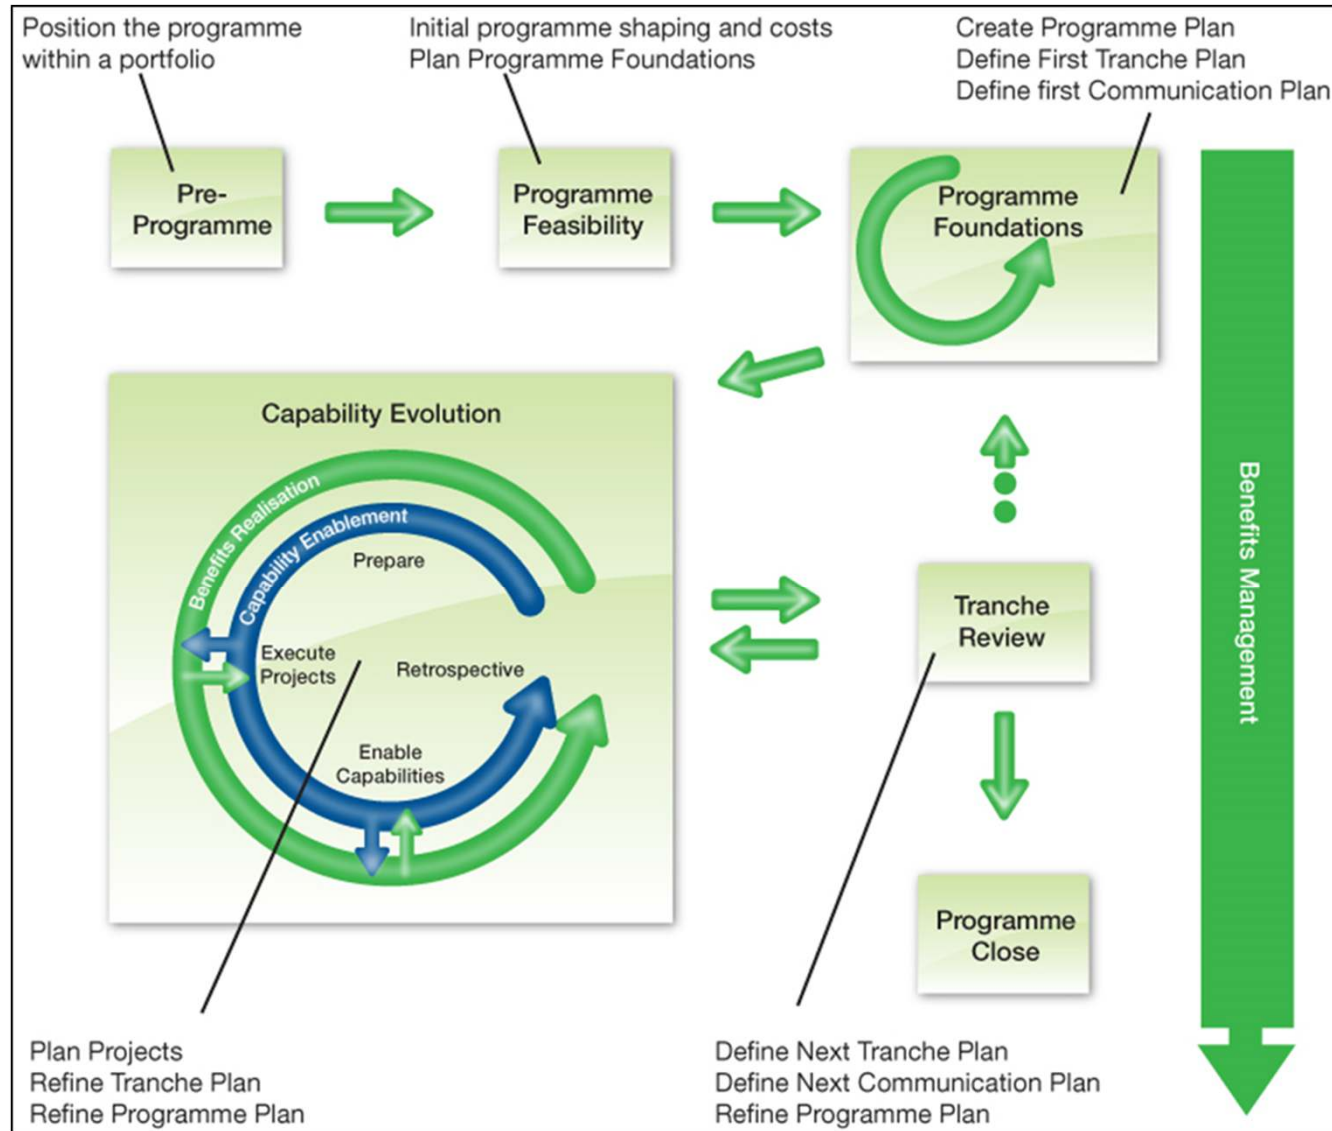 Position the programme
within a portfolio
Initial programme shaping and costs
Plan Programme Foundations
Create Programme Plan
Define First Tranche Plan
Define first Communication Plan
Pre-
Programme
Programme
Feasibility
Programme
Foundations
Capability Evolution
Benefits Realisation
Capability Enablement
Prepare
Execute
Projects
Retrospective
Enable
Capabilities
Tranche
Review
Programme
Close
Benefits Management
Plan Projects
Refine Tranche Plan
Refine Programme Plan
Define Next Tranche Plan
Define Next Communication Plan
Refine Programme Plan